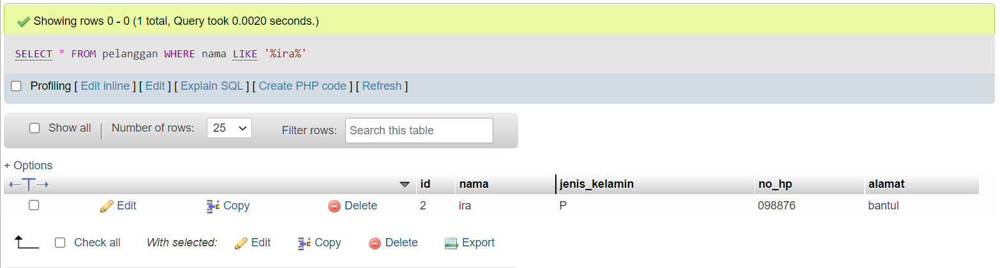 Showing rows 0 - 0 (1 total, Query took 0.0020 seconds.)
SELECT * FROM pelanggan WHERE nama LIKE '%ira%'
Profiling [ Edit inline ] [ Edit ] [ Explain SQL ] [ Create PHP code ] [ Refresh ]
Show all | Number of rows: 25 Filter rows: Search this table
+ Options
←T→ id nama jenis_kelamin no_hp alamat
Edit Copy Delete 2 ira P 098876 bantul
Check all With selected: Edit Copy Delete Export